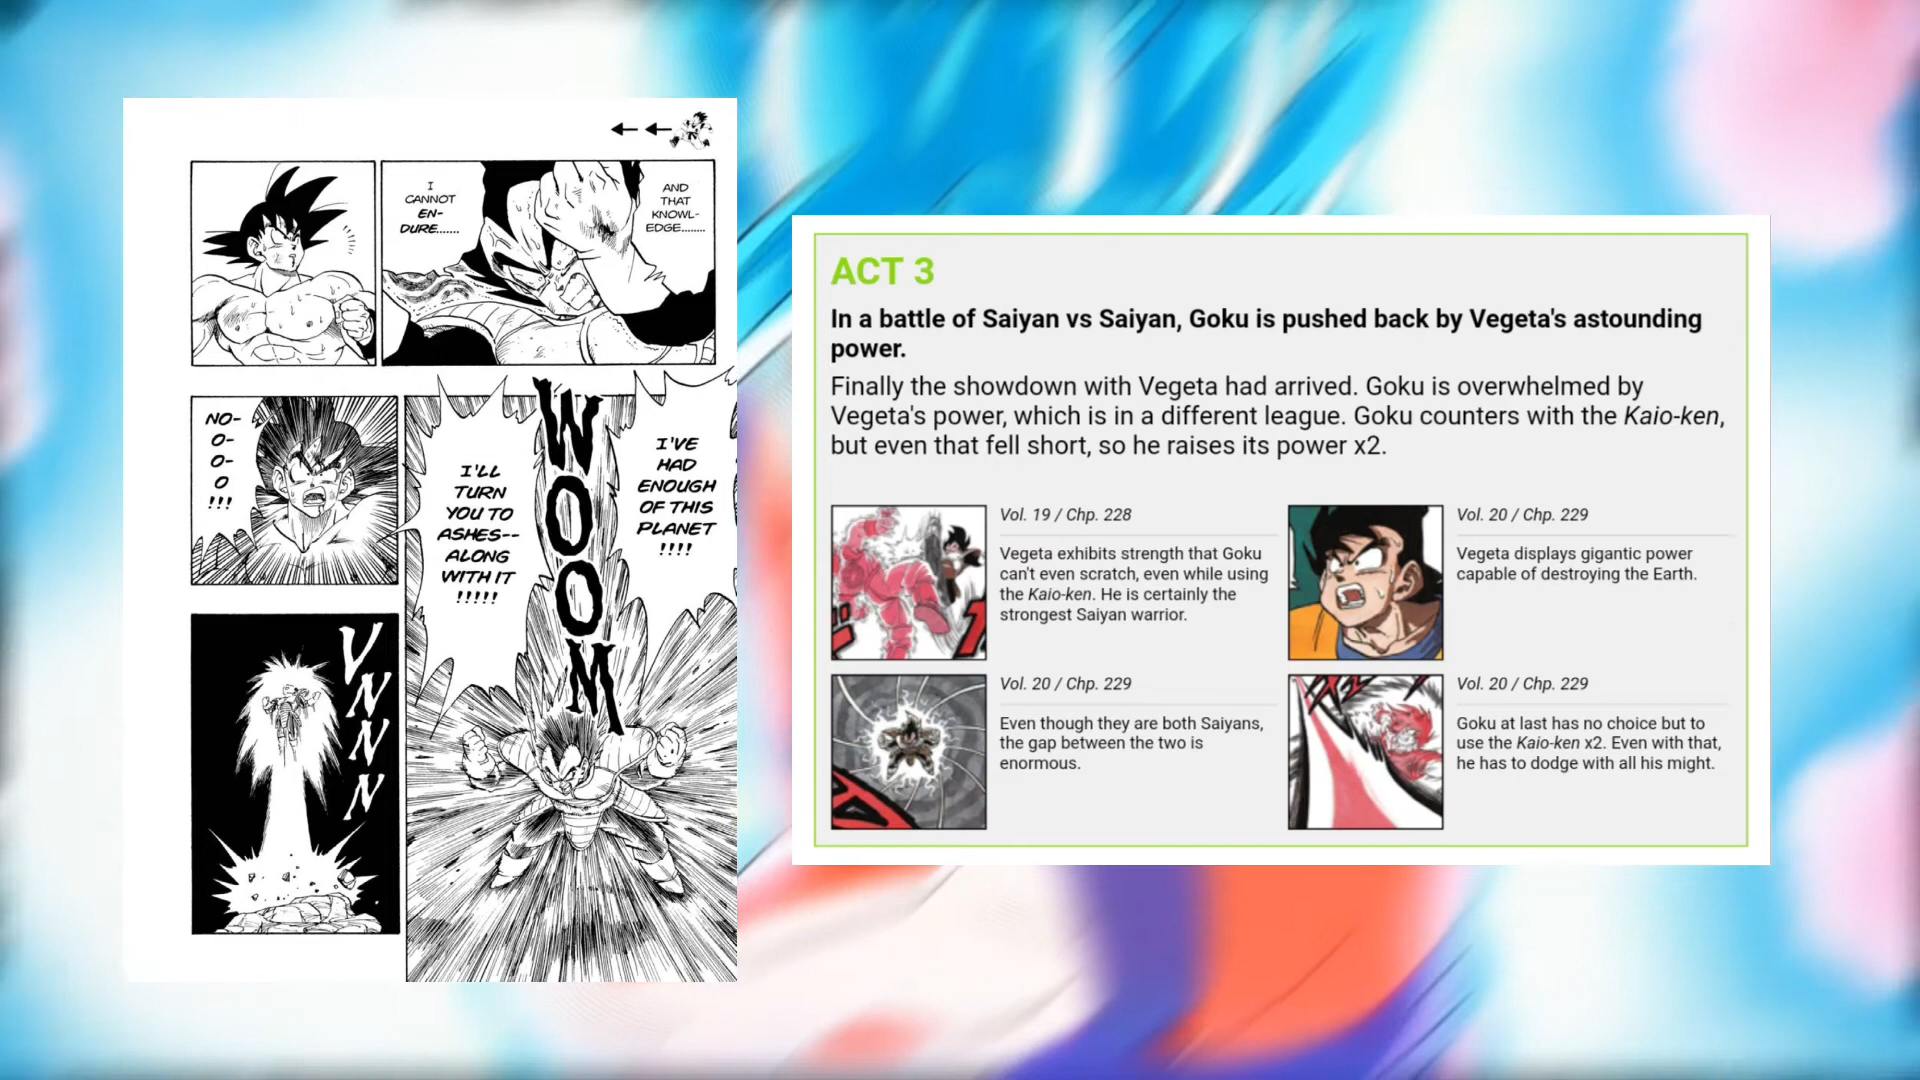 AND
THAT
KNOWL-
EDGE........
I
CANNOT
EN-
DURE.......
I'VE
HAD
ENOUGH
OF THIS
PLANET
!!!!
WOOM
I'LL
TURN
YOU TO
ASHES--
ALONG
WITH IT
!!!!!
NO-
O-
O-
O
!!!
VNNN
ACT 3
In a battle of Saiyan vs Saiyan, Goku is pushed back by Vegeta's astounding
power.
Finally the showdown with Vegeta had arrived. Goku is overwhelmed by
Vegeta's power, which is in a different league. Goku counters with the Kaio-ken,
but even that fell short, so he raises its power x2.
Vol. 19 / Chp. 228
Vegeta exhibits strength that Goku
can't even scratch, even while using
the Kaio-ken. He is certainly the
strongest Saiyan warrior.
Vol. 20 / Chp. 229
Vegeta displays gigantic power
capable of destroying the Earth.
Vol. 20 / Chp. 229
Even though they are both Saiyans,
the gap between the two is
enormous.
Vol. 20 / Chp. 229
Goku at last has no choice but to
use the Kaio-ken x2. Even with that,
he has to dodge with all his might.